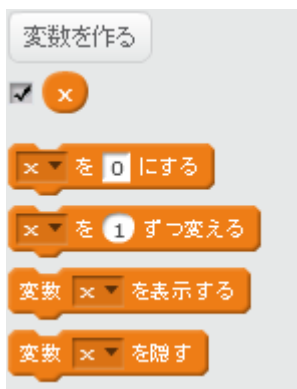 変数を作る
x
x を 0 にする
x を 1 ずつ変える
変数 x を表示する
変数 x を隠す